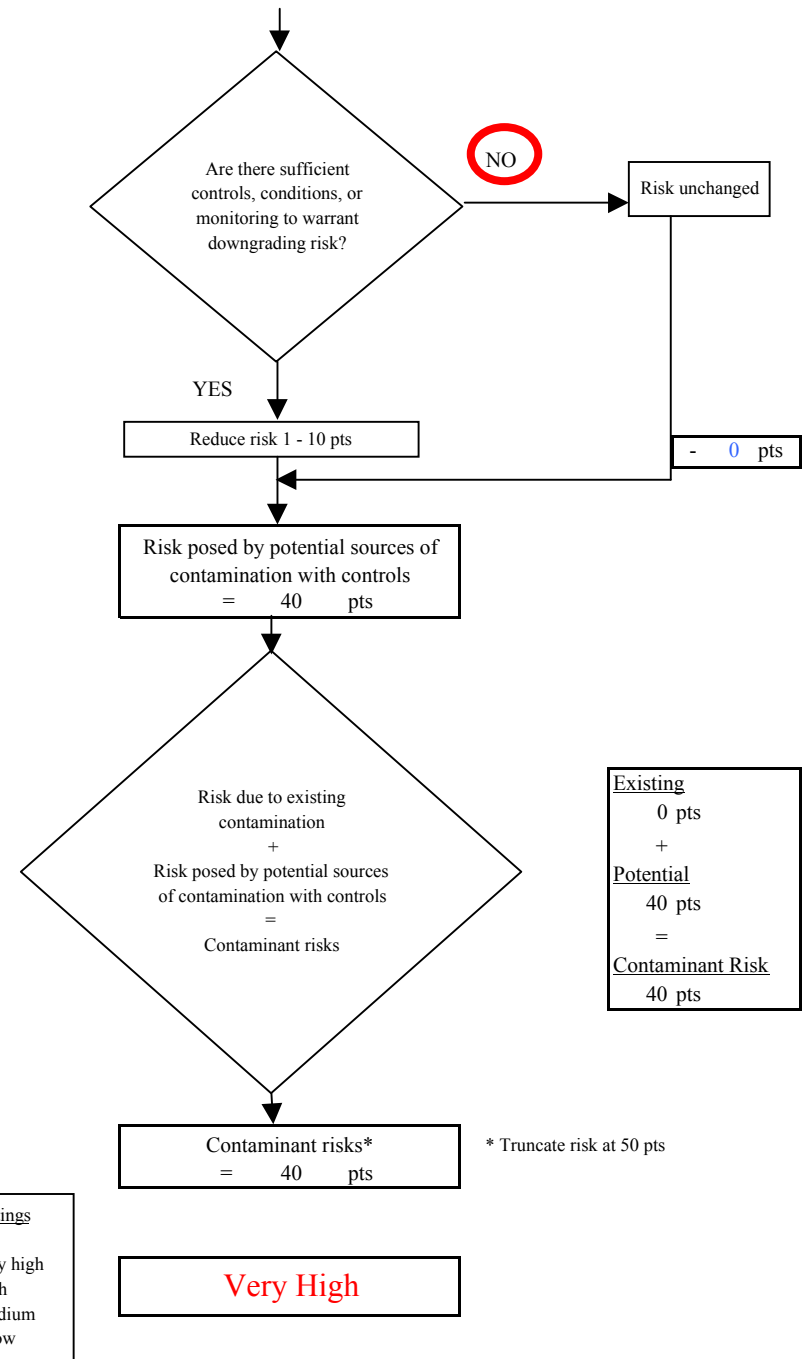 Are there sufficient
controls, conditions, or
monitoring to warrant
downgrading risk?
NO
Risk unchanged
YES
Reduce risk 1 - 10 pts
- 0 pts
Risk posed by potential sources of
contamination with controls
= 40 pts
Risk due to existing
contamination
+
Risk posed by potential sources
of contamination with controls
=
Contaminant risks
Existing
0 pts
+
Potential
40 pts
=
Contaminant Risk
40 pts
Contaminant risks*
= 40 pts
* Truncate risk at 50 pts
high
Very High